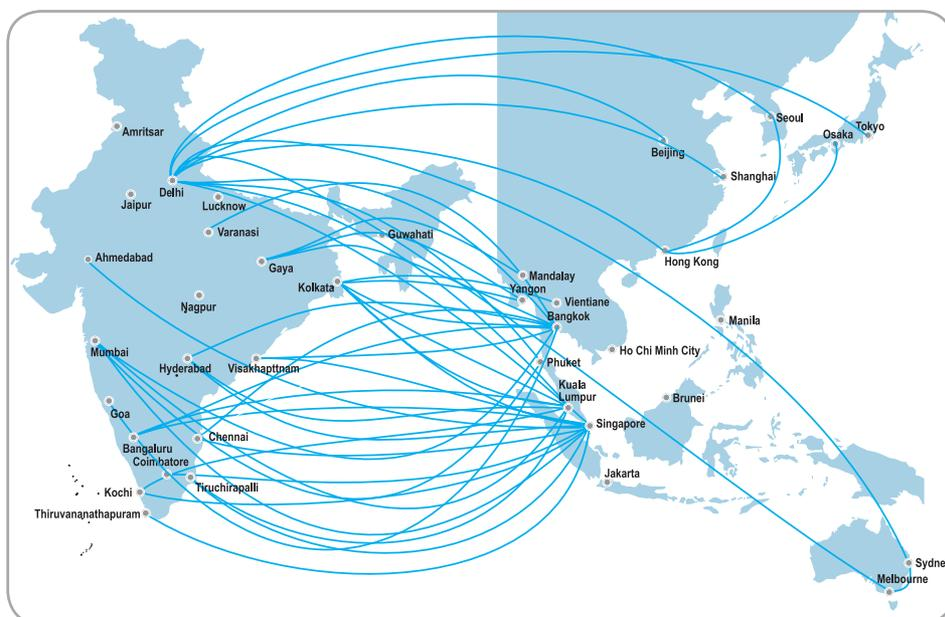 Seoul
Tokyo
Osaka
Amritsar
Beijing
Shanghai
Delhi
Jaipur
Lucknow
Varanasi
Guwahati
Ahmedabad
Gaya
Hong Kong
Kolkata
Mandalay
Yangon
Vientiane
Nagpur
Bangkok
Manila
Mumbai
Hyderabad
Visakhapttnam
Ho Chi Minh City
Phuket
Kuala
Lumpur
Brunei
Goa
Singapore
Chennai
Bangaluru
Coimbatore
Jakarta
Tiruchirapalli
Kochi
Thiruvananathapuram
Sydne
Melbourne